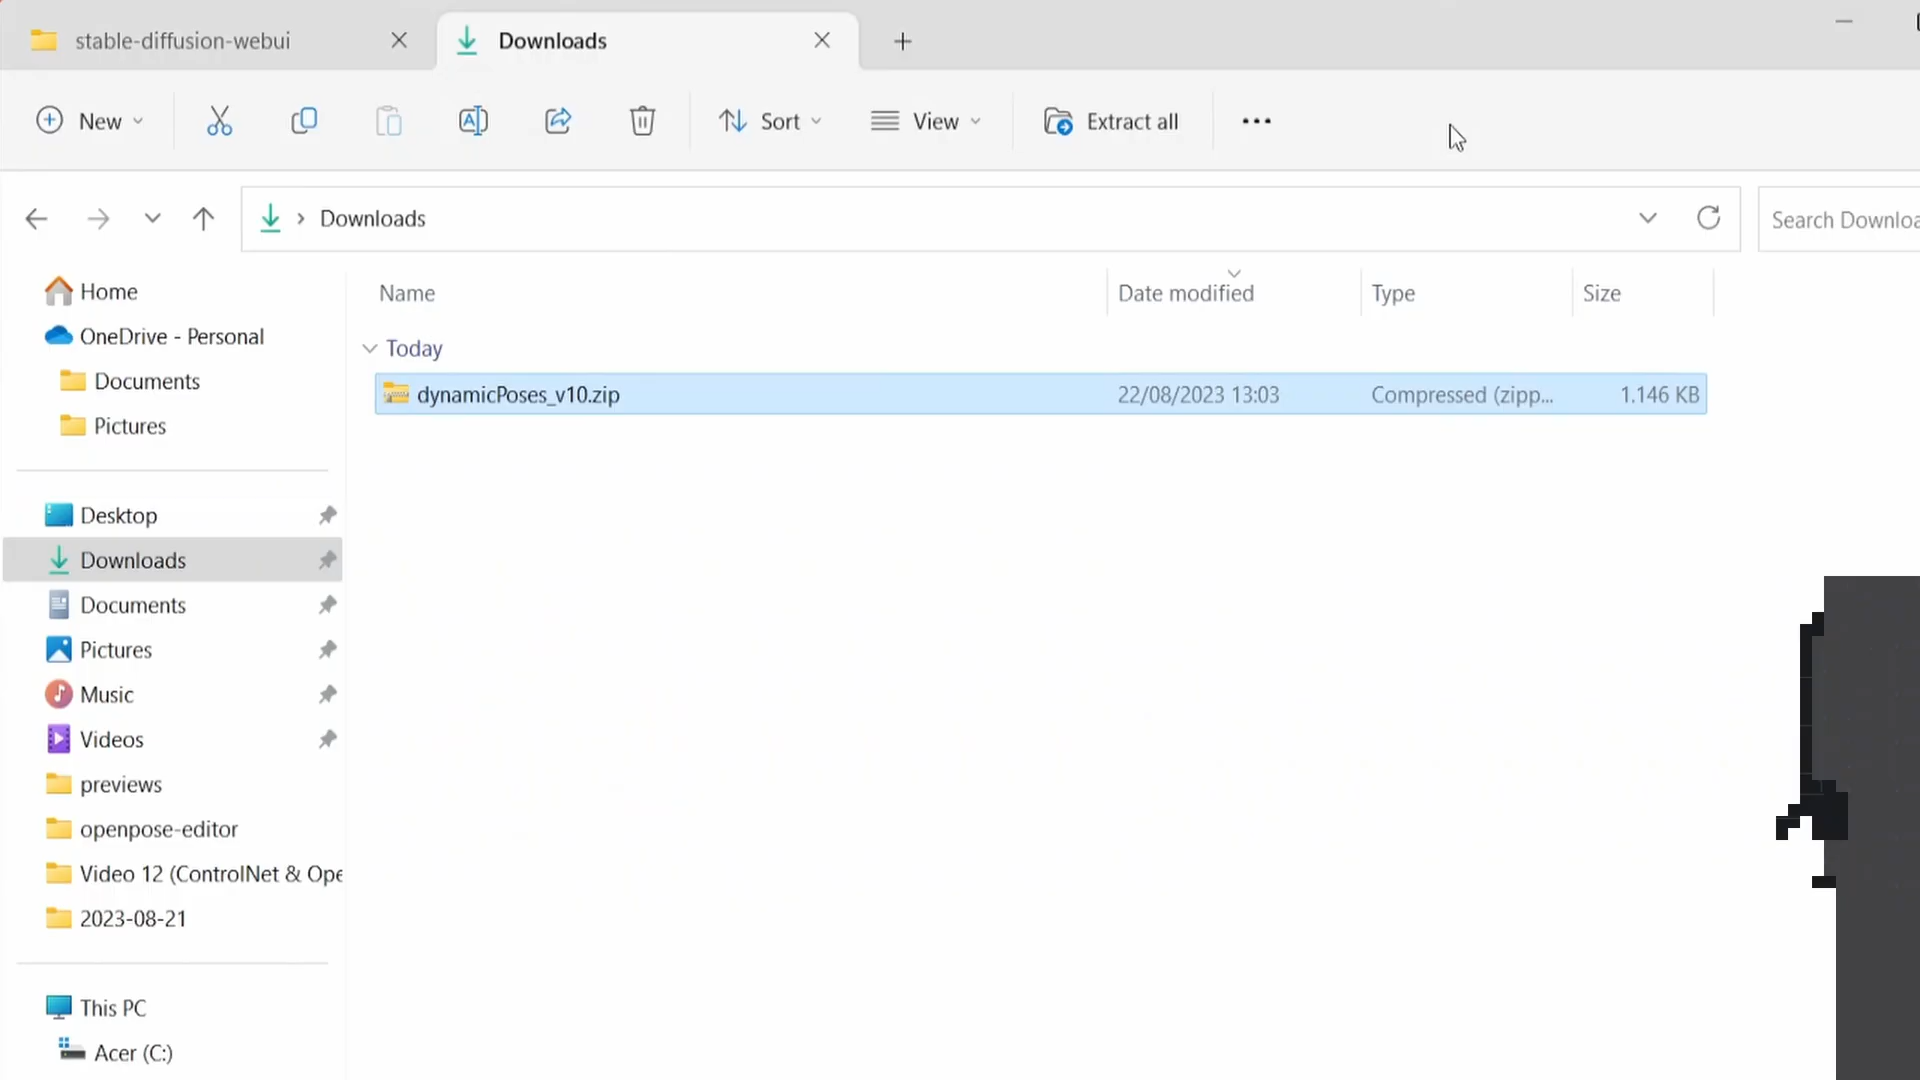 stable-diffusion-webui
Downloads
New
Sort
View
Extract all
Downloads
Search Downloa
Home
OneDrive - Personal
Documents
Pictures
Desktop
Downloads
Documents
Pictures
Music
Videos
previews
openpose-editor
Video 12 (ControlNet & Ope
2023-08-21
This PC
Acer (C:)
Name
Date modified
Type
Size
Today
dynamicPoses_v10.zip
22/08/2023 13:03
Compressed (zipp...
1.146 KB